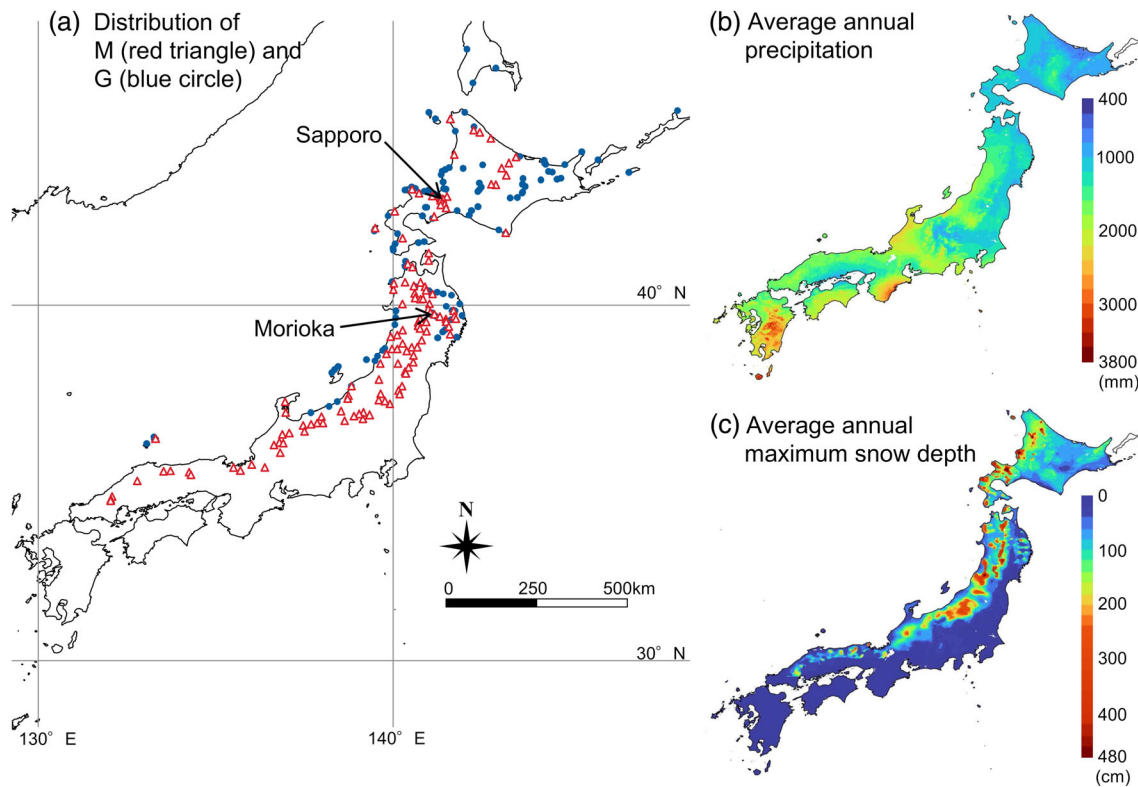 (a) Distribution of
M (red triangle) and
G (blue circle)
Sapporo
Morioka
40° N
30° N
130° E
140° E
N
0 250 500km
(b) Average annual
precipitation
400
1000
2000
3000
3800
(mm)
(c) Average annual
maximum snow depth
0
100
200
300
400
480
(cm)